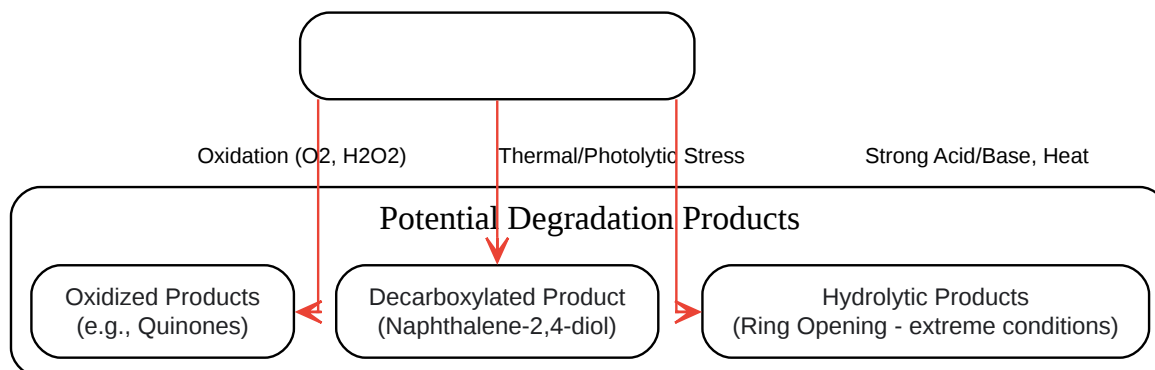 Oxidation (O2, H2O2)
Thermal/Photolytic Stress
Strong Acid/Base, Heat
Potential Degradation Products
Oxidized Products
(e.g., Quinones)
Decarboxylated Product
(Naphthalene-2,4-diol)
Hydrolytic Products
(Ring Opening - extreme conditions)